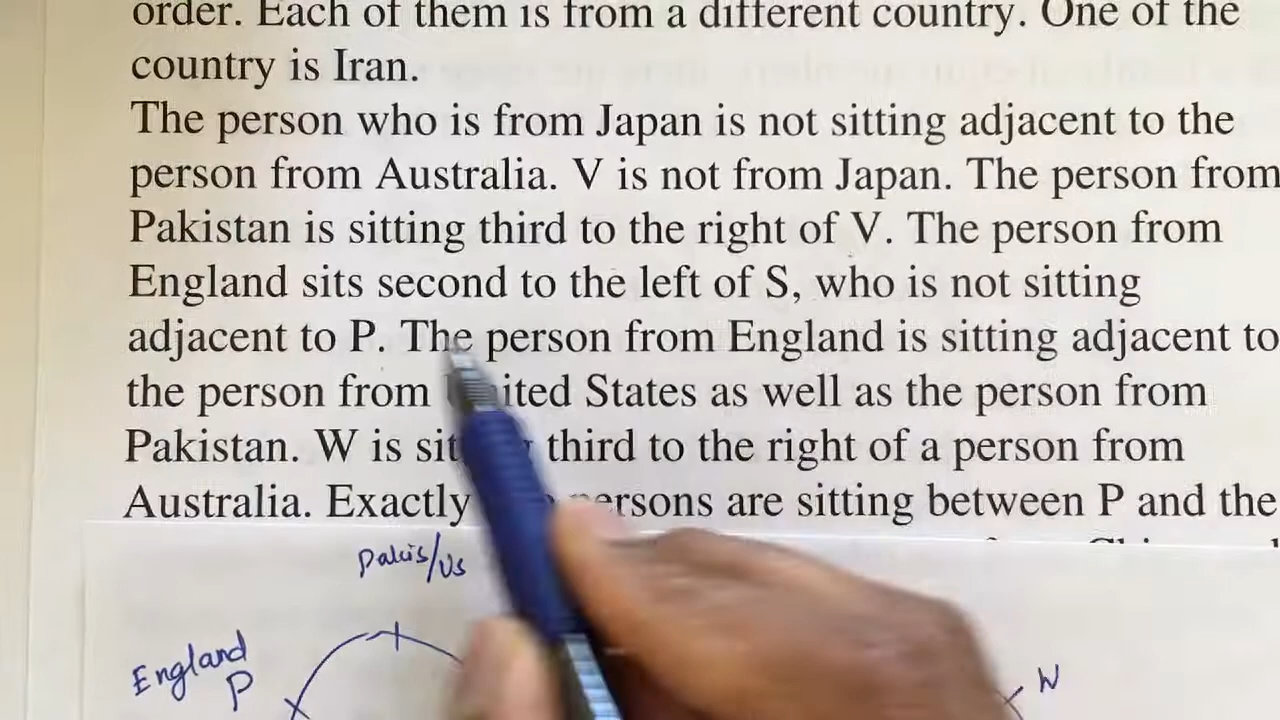 order. Each of them is from a different country. One of the
country is Iran.
The person who is from Japan is not sitting adjacent to the
person from Australia. V is not from Japan. The person from
Pakistan is sitting third to the right of V. The person from
England sits second to the left of S, who is not sitting
adjacent to P. The person from England is sitting adjacent to
the person from United States as well as the person from
Pakistan. W is sitting third to the right of a person from
Australia. Exactly persons are sitting between P and the
Pakis/US
England
P
W